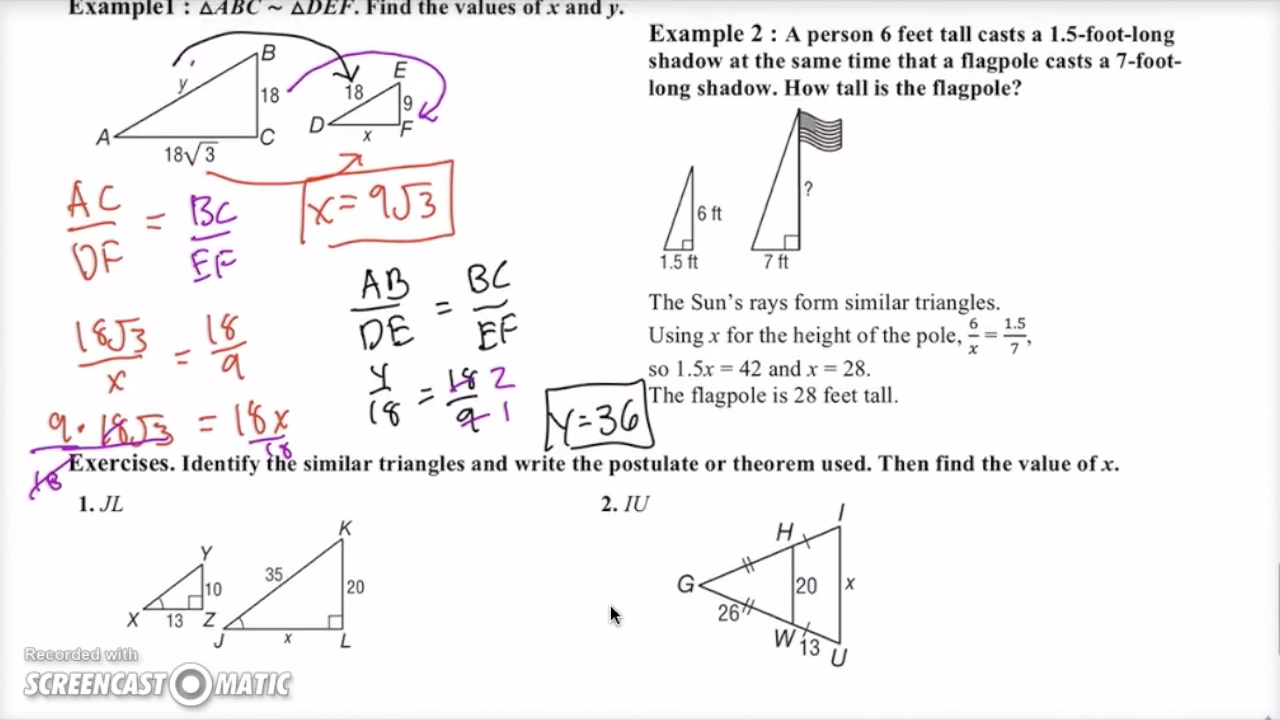 Example1 : △ABC ~ △DEF. Find the values of x and y.
B
y
18
A
C
18√3
E
18
9
D
F
x
AC/DF = BC/EF
x = 9√3
18√3/x = 18/9
9 · 18√3 = 18x
18
18
AB/DE = BC/EF
y/18 = 18/9 2/1
y = 36
Example 2 : A person 6 feet tall casts a 1.5-foot-long
shadow at the same time that a flagpole casts a 7-foot-
long shadow. How tall is the flagpole?
6 ft
?
1.5 ft
7 ft
The Sun's rays form similar triangles.
Using x for the height of the pole, 6/x = 1.5/7,
so 1.5x = 42 and x = 28.
The flagpole is 28 feet tall.
Exercises. Identify the similar triangles and write the postulate or theorem used. Then find the value of x.
1. JL
Y
10
X
13
Z
K
35
20
J
x
L
2. IU
I
H
G
20
x
26
W
13
U
Recorded with
SCREENCAST MATIC